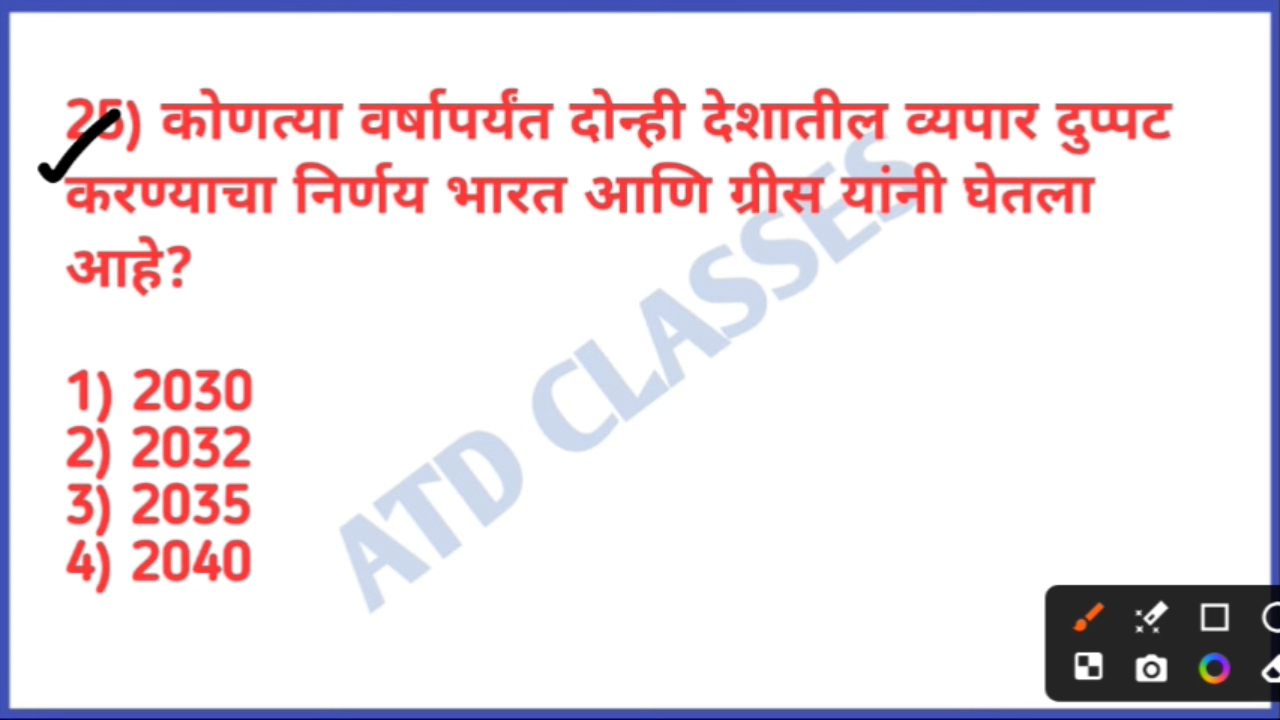 25) कोणत्या वर्षापर्यंत दोन्ही देशातील व्यपार दुप्पट
करण्याचा निर्णय भारत आणि ग्रीस यांनी घेतला
आहे?
1) 2030
2) 2032
3) 2035
4) 2040
ATD CLASSES